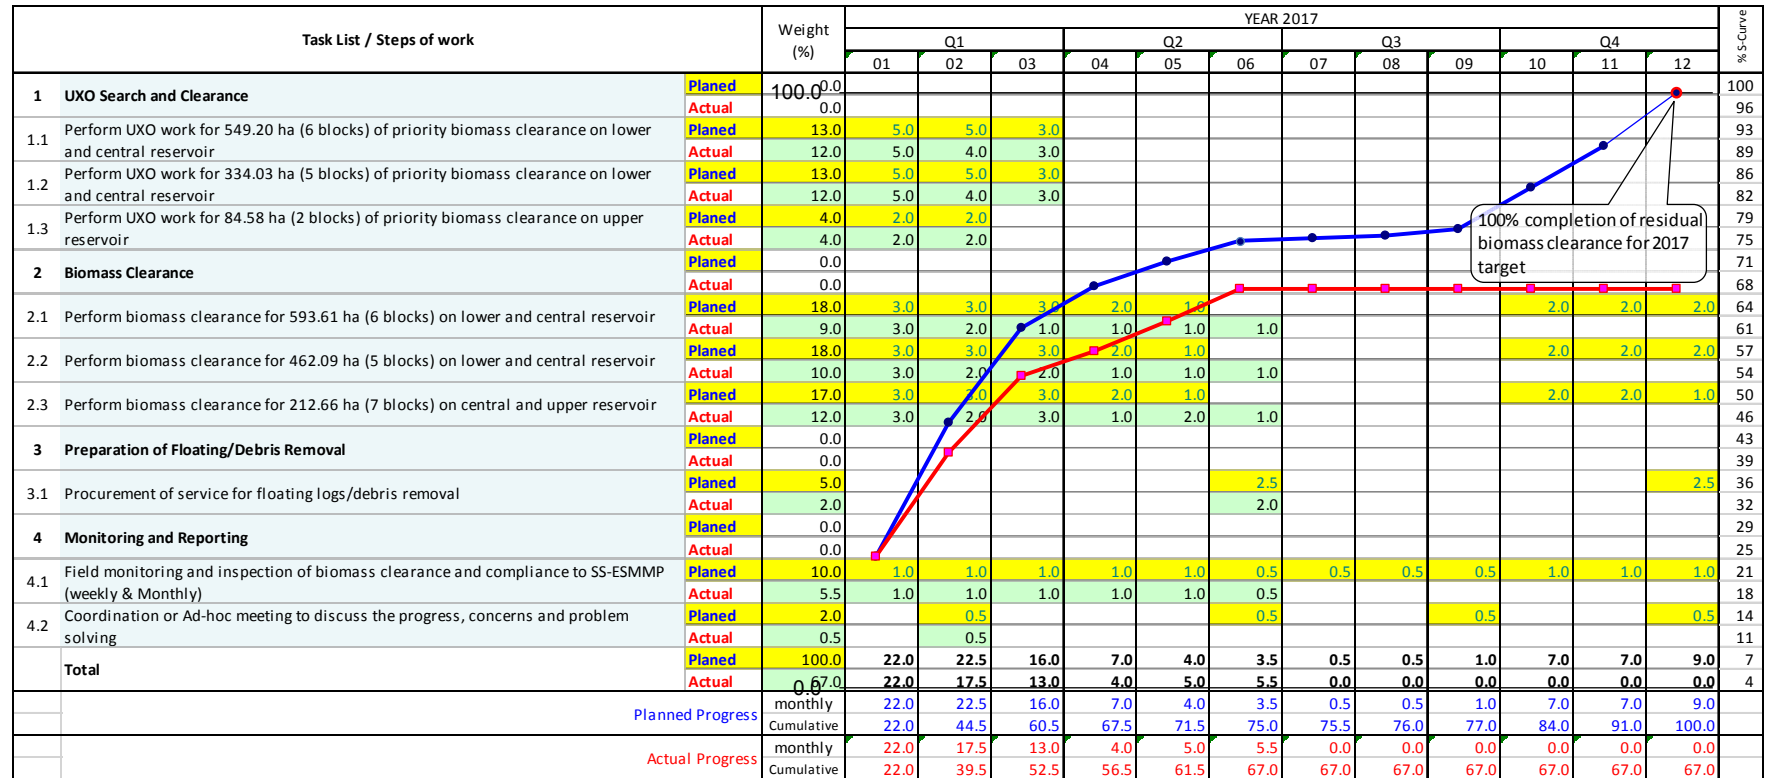 Task List / Steps of work Weight (%) YEAR 2017 % S-Curve
Q1 Q2 Q3 Q4
01 02 03 04 05 06 07 08 09 10 11 12
1 UXO Search and Clearance Planed 100.0 0.0 100
Actual 0.0 96
1.1 Perform UXO work for 549.20 ha (6 blocks) of priority biomass clearance on lower Planed 13.0 5.0 5.0 3.0 93
and central reservoir Actual 12.0 5.0 4.0 3.0 89
1.2 Perform UXO work for 334.03 ha (5 blocks) of priority biomass clearance on lower Planed 13.0 5.0 5.0 3.0 86
and central reservoir Actual 12.0 5.0 4.0 3.0 82
1.3 Perform UXO work for 84.58 ha (2 blocks) of priority biomass clearance on upper Planed 4.0 2.0 2.0 79
reservoir Actual 4.0 2.0 2.0 75
100% completion of residual
biomass clearance for 2017
target
2 Biomass Clearance Planed 0.0 71
Actual 0.0 68
2.1 Perform biomass clearance for 593.61 ha (6 blocks) on lower and central reservoir Planed 18.0 3.0 3.0 3.0 2.0 1.0 2.0 2.0 2.0 64
Actual 9.0 3.0 2.0 1.0 1.0 1.0 1.0 61
2.2 Perform biomass clearance for 462.09 ha (5 blocks) on lower and central reservoir Planed 18.0 3.0 3.0 3.0 2.0 1.0 2.0 2.0 2.0 57
Actual 10.0 3.0 2.0 2.0 1.0 1.0 1.0 54
2.3 Perform biomass clearance for 212.66 ha (7 blocks) on central and upper reservoir Planed 17.0 3.0 3.0 3.0 2.0 1.0 2.0 2.0 1.0 50
Actual 12.0 3.0 2.0 3.0 1.0 2.0 1.0 46
3 Preparation of Floating/Debris Removal Planed 0.0 43
Actual 0.0 39
3.1 Procurement of service for floating logs/debris removal Planed 5.0 2.5 2.5 36
Actual 2.0 2.0 32
4 Monitoring and Reporting Planed 0.0 29
Actual 0.0 25
4.1 Field monitoring and inspection of biomass clearance and compliance to SS-ESMMP Planed 10.0 1.0 1.0 1.0 1.0 1.0 0.5 0.5 0.5 0.5 1.0 1.0 1.0 21
(weekly & Monthly) Actual 5.5 1.0 1.0 1.0 1.0 1.0 0.5 18
4.2 Coordination or Ad-hoc meeting to discuss the progress, concerns and problem Planed 2.0 0.5 0.5 0.5 0.5 14
solving Actual 0.5 0.5 11
Total Planed 100.0 22.0 22.5 16.0 7.0 4.0 3.5 0.5 0.5 1.0 7.0 7.0 9.0 7
Actual 0.0 67.0 22.0 17.5 13.0 4.0 5.0 5.5 0.0 0.0 0.0 0.0 0.0 0.0 4
Planned Progress monthly 22.0 22.5 16.0 7.0 4.0 3.5 0.5 0.5 1.0 7.0 7.0 9.0
Cumulative 22.0 44.5 60.5 67.5 71.5 75.0 75.5 76.0 77.0 84.0 91.0 100.0
Actual Progress monthly 22.0 17.5 13.0 4.0 5.0 5.5 0.0 0.0 0.0 0.0 0.0 0.0
Cumulative 22.0 39.5 52.5 56.5 61.5 67.0 67.0 67.0 67.0 67.0 67.0 67.0